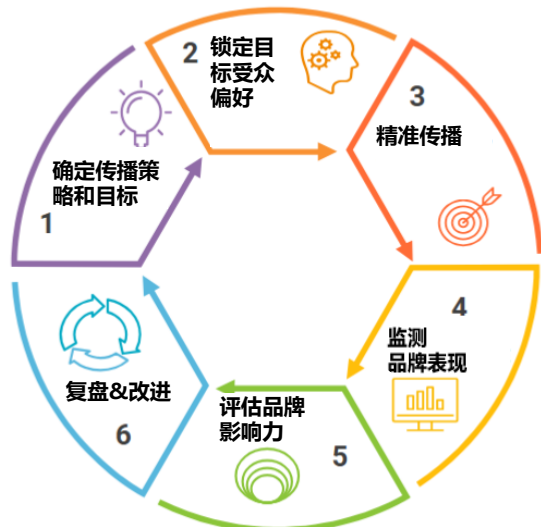 1
确定传播策
略和目标
2
锁定目
标受众
偏好
3
精准传播
4
监测
品牌表现
5
评估品牌
影响力
6
复盘&改进